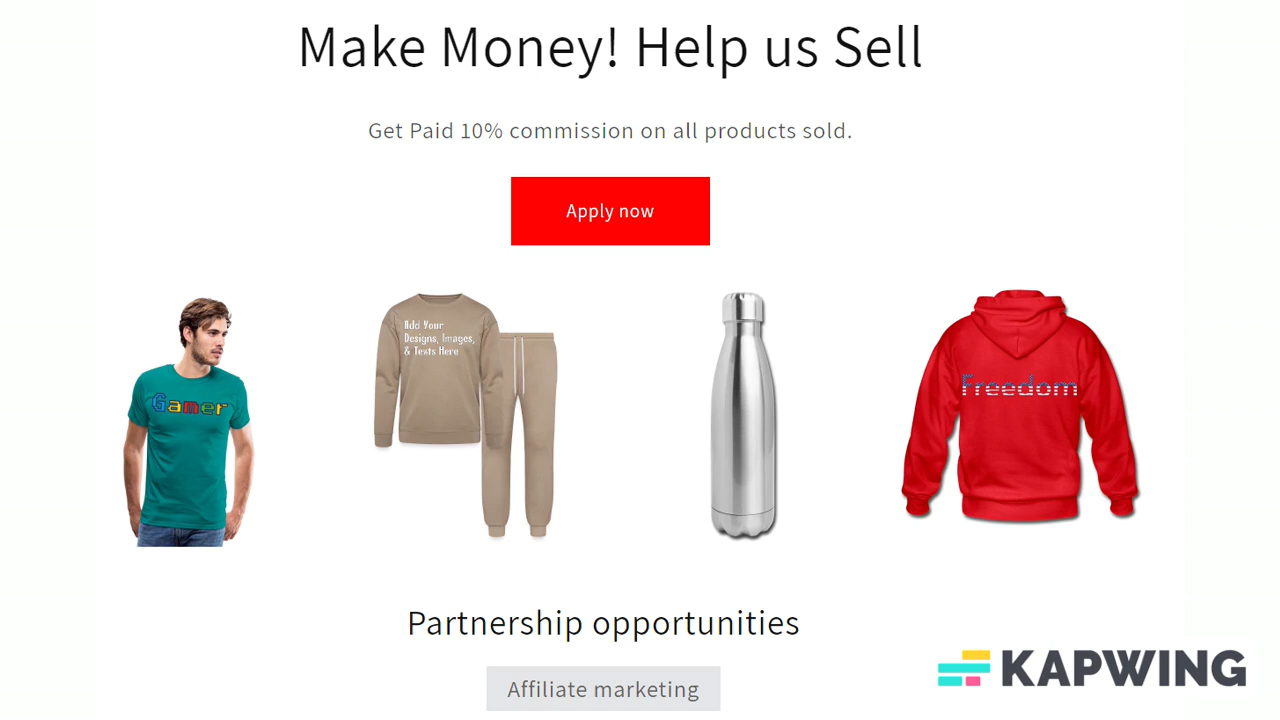 Make Money! Help us Sell
Get Paid 10% commission on all products sold.
Apply now
Gamer
Add Your
Designs, Images,
& Texts Here
Freedom
Partnership opportunities
Affiliate marketing
KAPWING